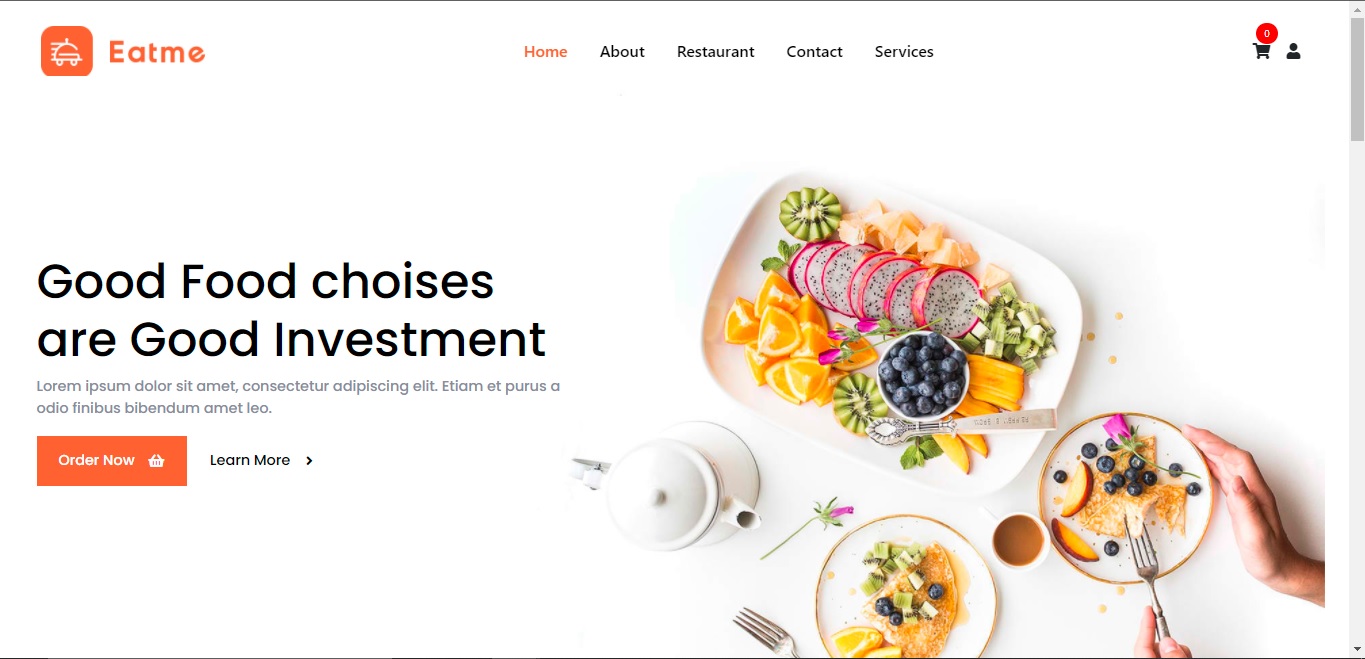 Eatme
Home About Restaurant Contact Services
0
Good Food choises
are Good Investment
Lorem ipsum dolor sit amet, consectetur adipiscing elit. Etiam et purus a
odio finibus bibendum amet leo.
Order Now
Learn More